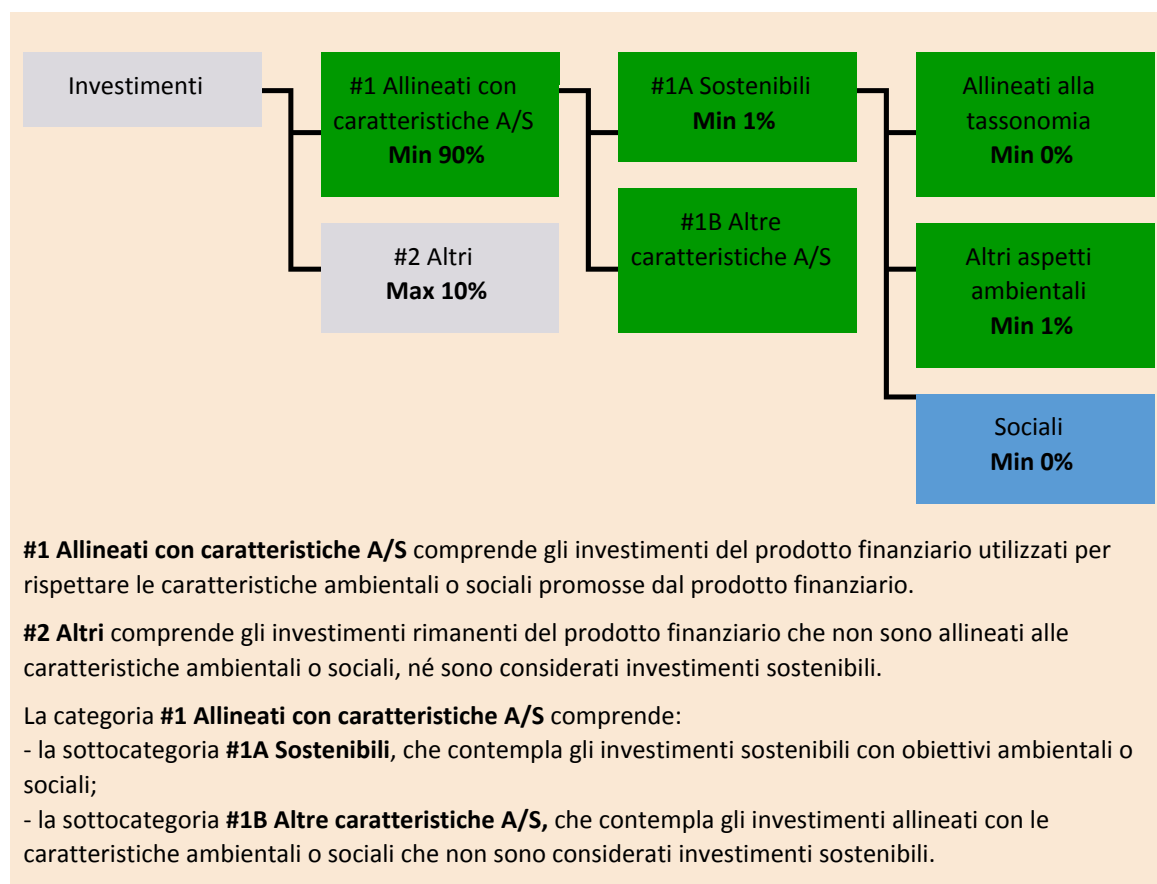 Investimenti
#1 Allineati con
caratteristiche A/S
Min 90%
#2 Altri
Max 10%
#1A Sostenibili
Min 1%
#1B Altre
caratteristiche A/S
Allineati alla
tassonomia
Min 0%
Altri aspetti
ambientali
Min 1%
Sociali
Min 0%
#1 Allineati con caratteristiche A/S comprende gli investimenti del prodotto finanziario utilizzati per
rispettare le caratteristiche ambientali o sociali promosse dal prodotto finanziario.
#2 Altri comprende gli investimenti rimanenti del prodotto finanziario che non sono allineati alle
caratteristiche ambientali o sociali, né sono considerati investimenti sostenibili.
La categoria #1 Allineati con caratteristiche A/S comprende:
- la sottocategoria #1A Sostenibili, che contempla gli investimenti sostenibili con obiettivi ambientali o
sociali;
- la sottocategoria #1B Altre caratteristiche A/S, che contempla gli investimenti allineati con le
caratteristiche ambientali o sociali che non sono considerati investimenti sostenibili.